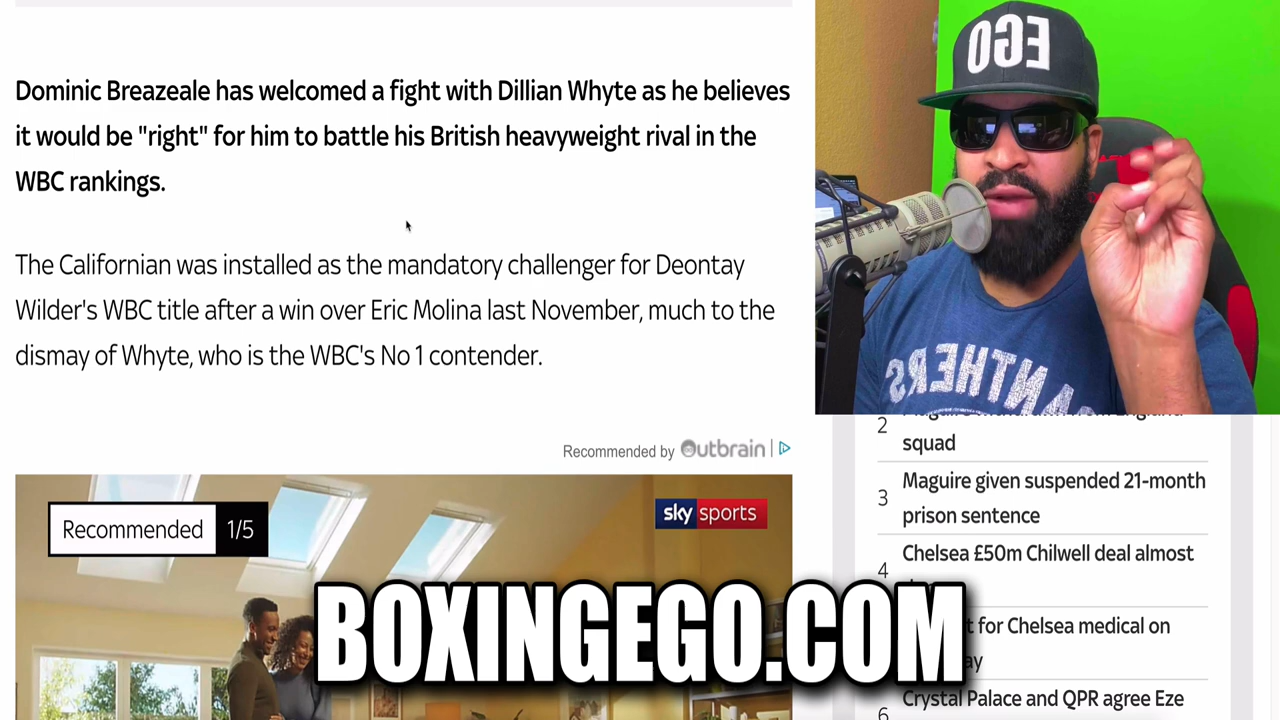 Dominic Breazeale has welcomed a fight with Dillian Whyte as he believes
it would be "right" for him to battle his British heavyweight rival in the
WBC rankings.
The Californian was installed as the mandatory challenger for Deontay
Wilder's WBC title after a win over Eric Molina last November, much to the
dismay of Whyte, who is the WBC's No 1 contender.
Recommended by Outbrain
Recommended 1/5
sky sports
EGO
PANTHERS
2
squad
3 Maguire given suspended 21-month
prison sentence
4 Chelsea £50m Chilwell deal almost
t for Chelsea medical on
ay
6 Crystal Palace and QPR agree Eze
BOXINGEGO.COM